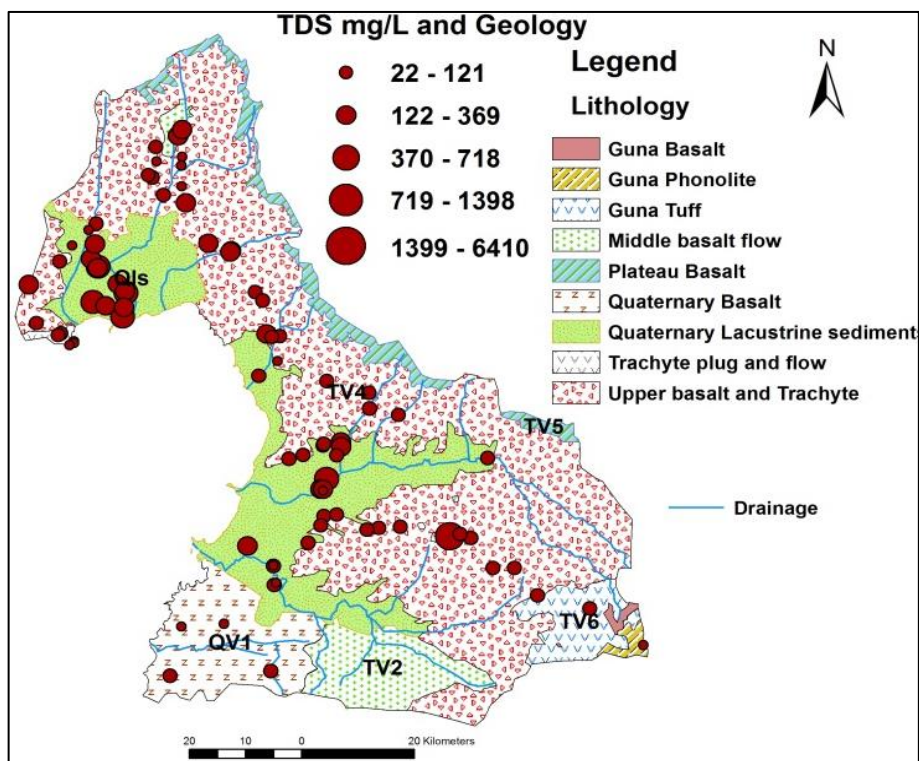 TDS mg/L and Geology
22 - 121
122 - 369
370 - 718
719 - 1398
1399 - 6410
Legend
Lithology
Guna Basalt
Guna Phonolite
Guna Tuff
Middle basalt flow
Plateau Basalt
Quaternary Basalt
Quaternary Lacustrine sediments
Trachyte plug and flow
Upper basalt and Trachyte
Drainage
N
Qls
TV4
TV5
TV6
QV1
TV2
20 10 0 20 Kilometers